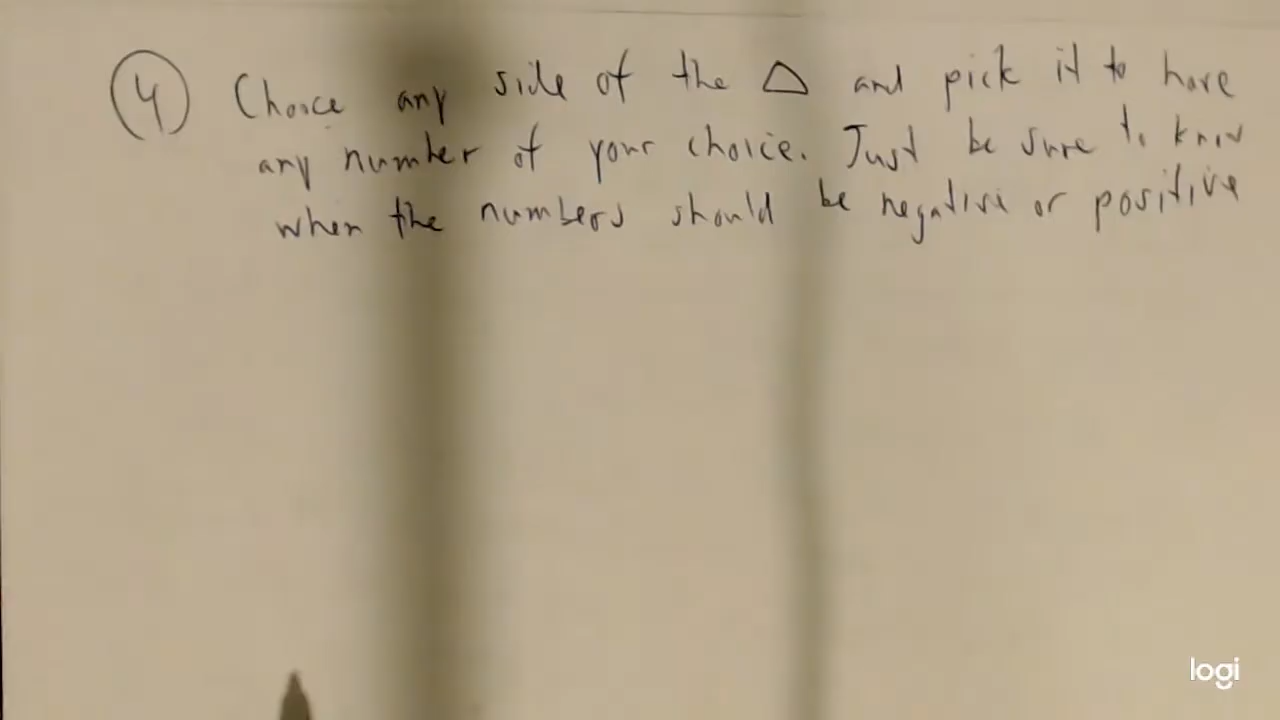 4 Choice any side of the △ and pick it to have
any number of your choice. Just be sure to know
when the numbers should be negative or positive
logi